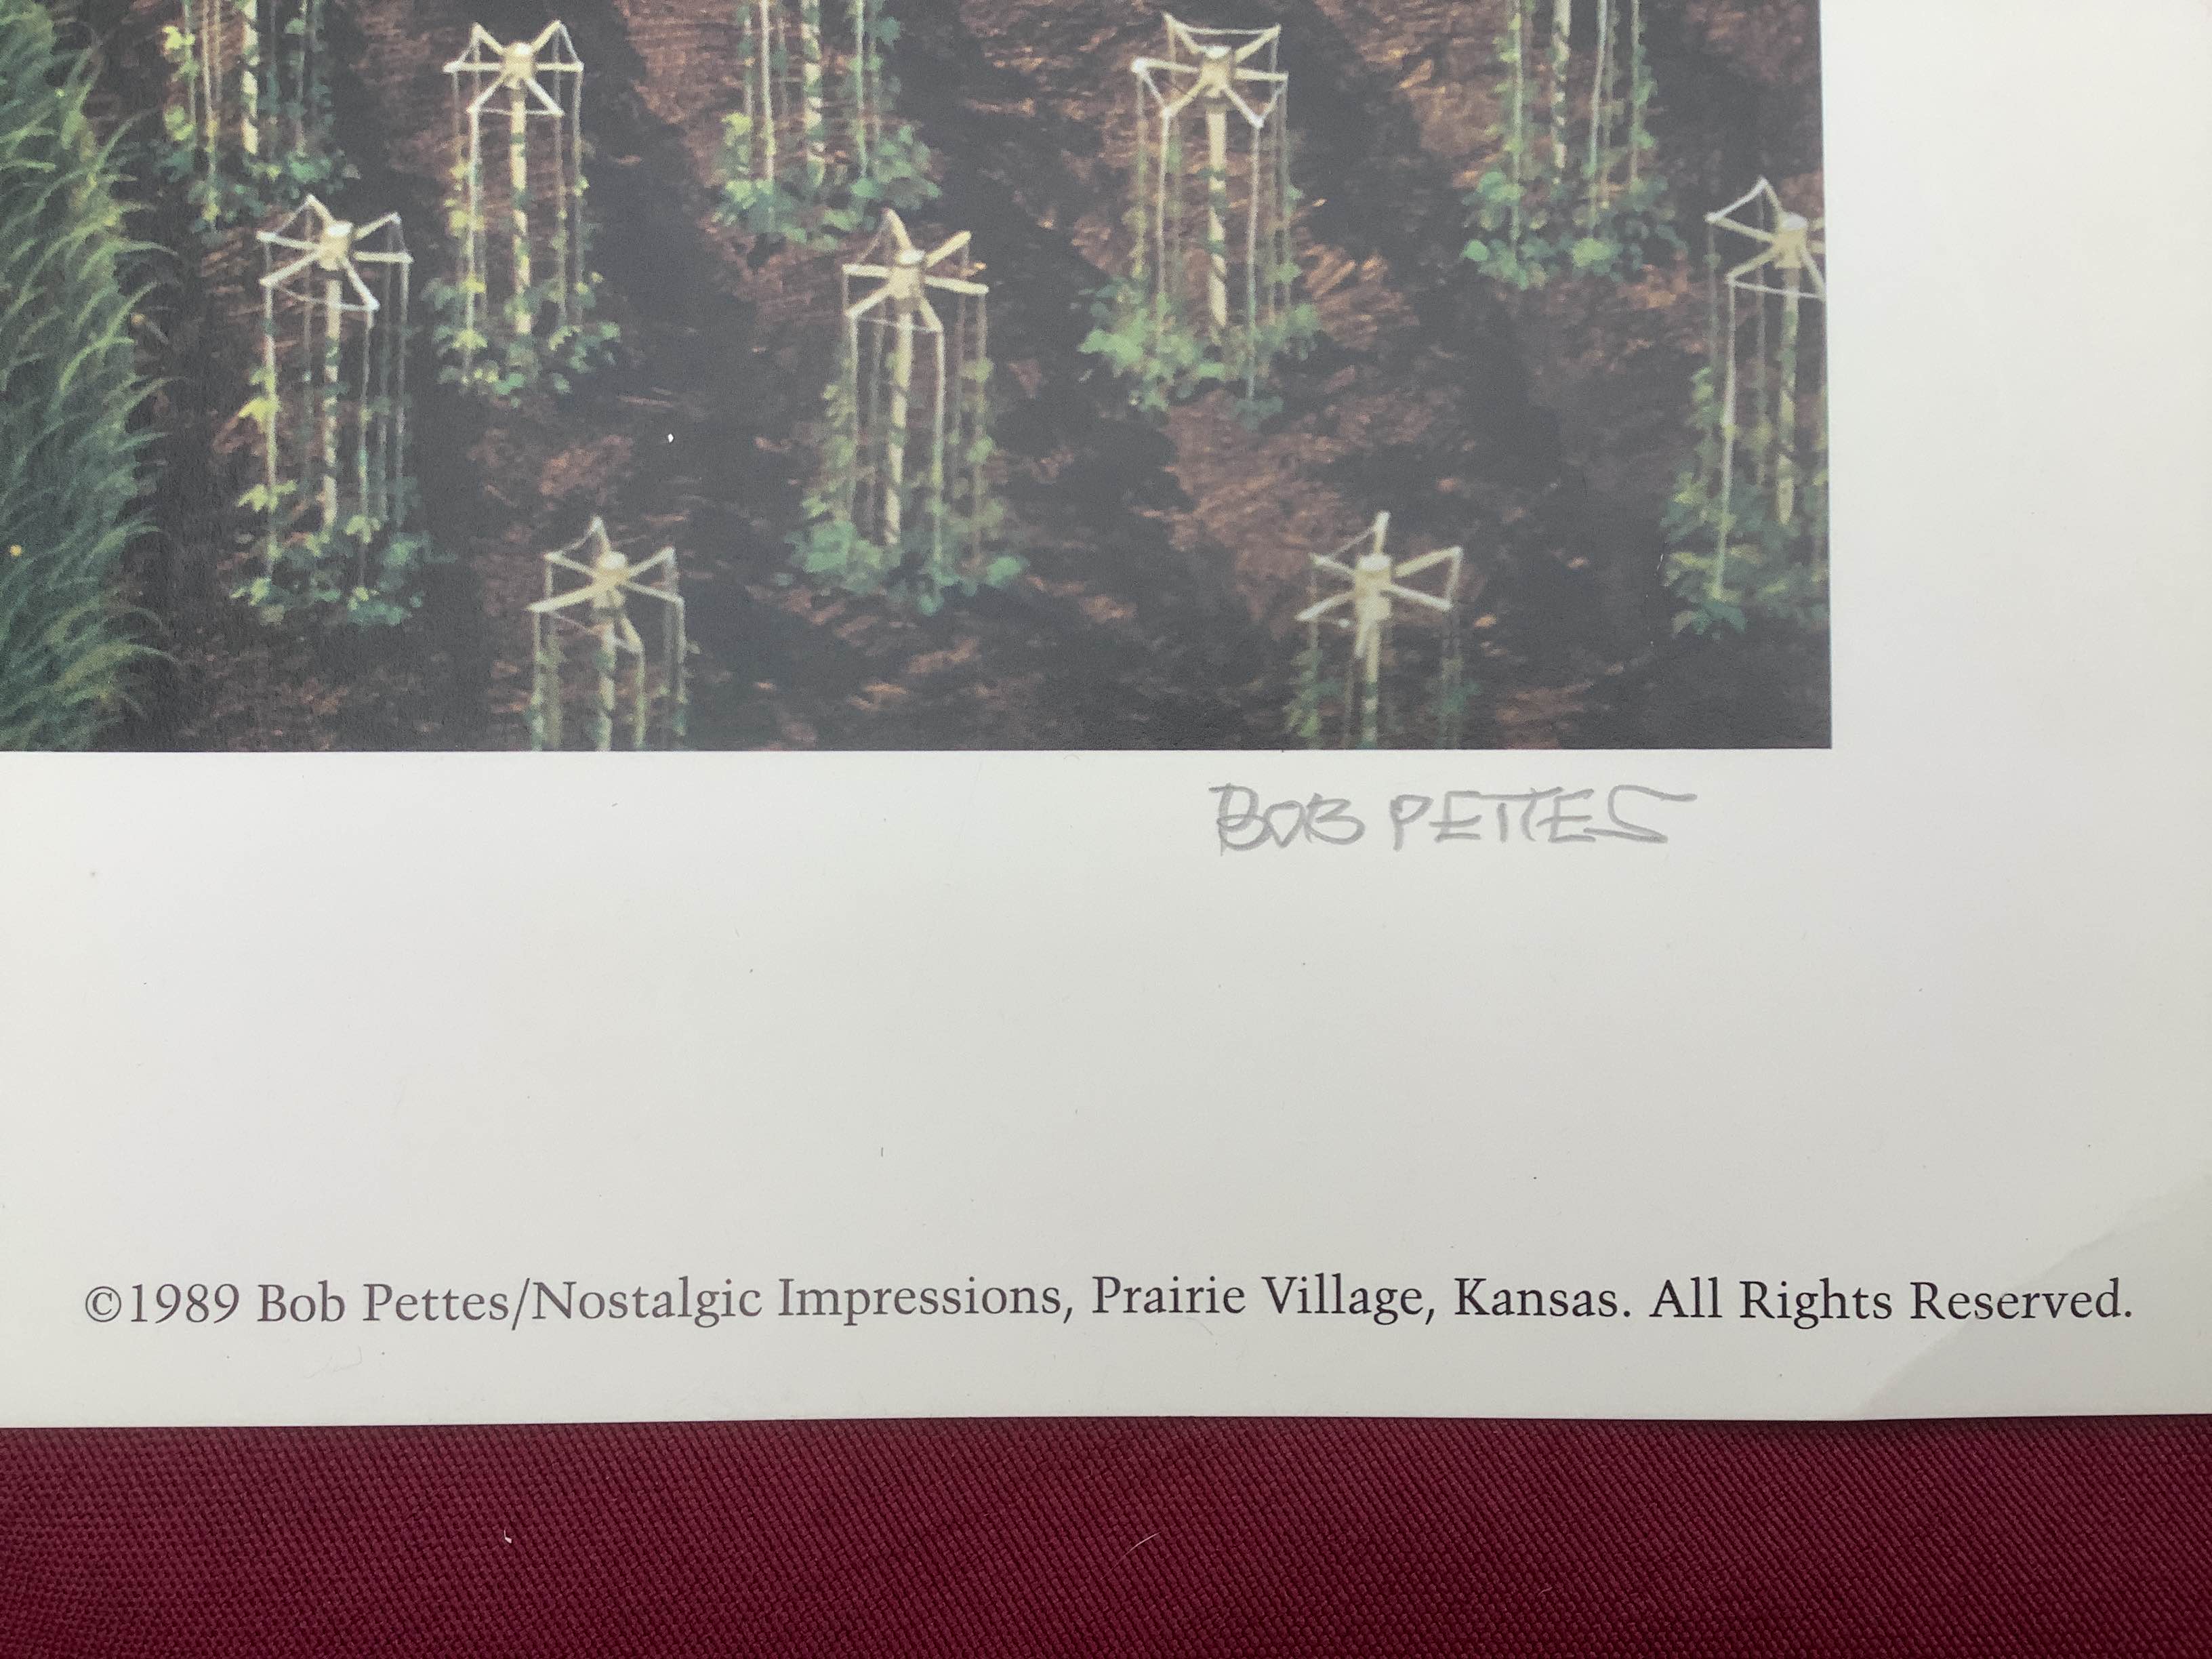 BOB PETTES
©1989 Bob Pettes/Nostalgic Impressions, Prairie Village, Kansas. All Rights Reserved.